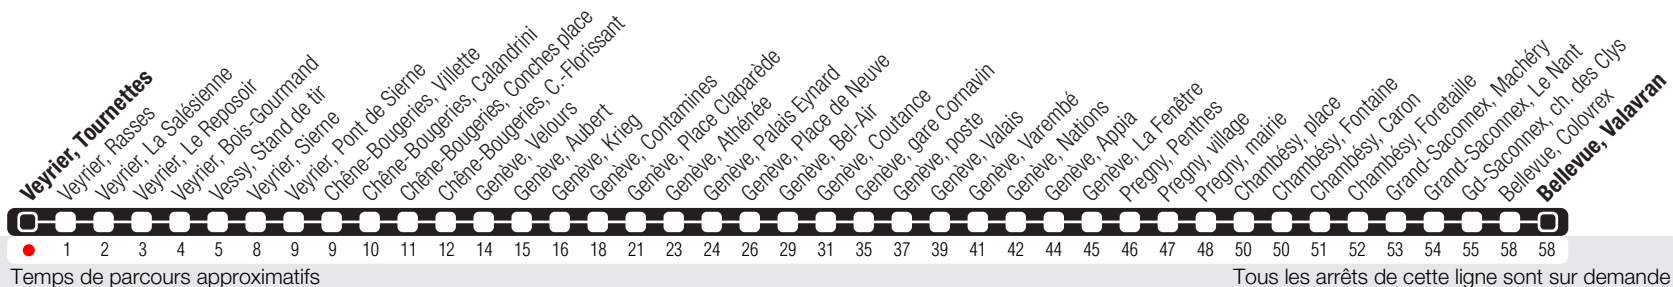 Veyrier, Tournettes
Veyrier, Rasses
Veyrier, La Salésienne
Veyrier, Le Reposoir
Veyrier, Bois-Gourmand
Vessy, Stand de tir
Veyrier, Sierne
Veyrier, Pont de Sierne
Chêne-Bougeries, Villette
Chêne-Bougeries, Calandrini
Chêne-Bougeries, Conches place
Chêne-Bougeries, C.-Florissant
Genève, Velours
Genève, Aubert
Genève, Krieg
Genève, Contamines
Genève, Place Claparède
Genève, Athénée
Genève, Palais Eynard
Genève, Place de Neuve
Genève, Bel-Air
Genève, Coutance
Genève, gare Cornavin
Genève, poste
Genève, Valais
Genève, Varembé
Genève, Nations
Genève, Appia
Genève, La Fenêtre
Pregny, Penthes
Pregny, village
Pregny, mairie
Chambésy, place
Chambésy, Fontaine
Chambésy, Caron
Chambésy, Foretaille
Grand-Saconnex, Machéry
Grand-Saconnex, Le Nant
Gd-Saconnex, ch. des Clys
Bellevue, Colovrex
Bellevue, Valavran
1 2 3 4 5 8 9 9 10 11 12 14 15 16 18 21 23 24 26 29 31 35 37 39 41 42 44 45 46 47 48 50 50 51 52 53 54 55 58 58
Temps de parcours approximatifs
Tous les arrêts de cette ligne sont sur demande